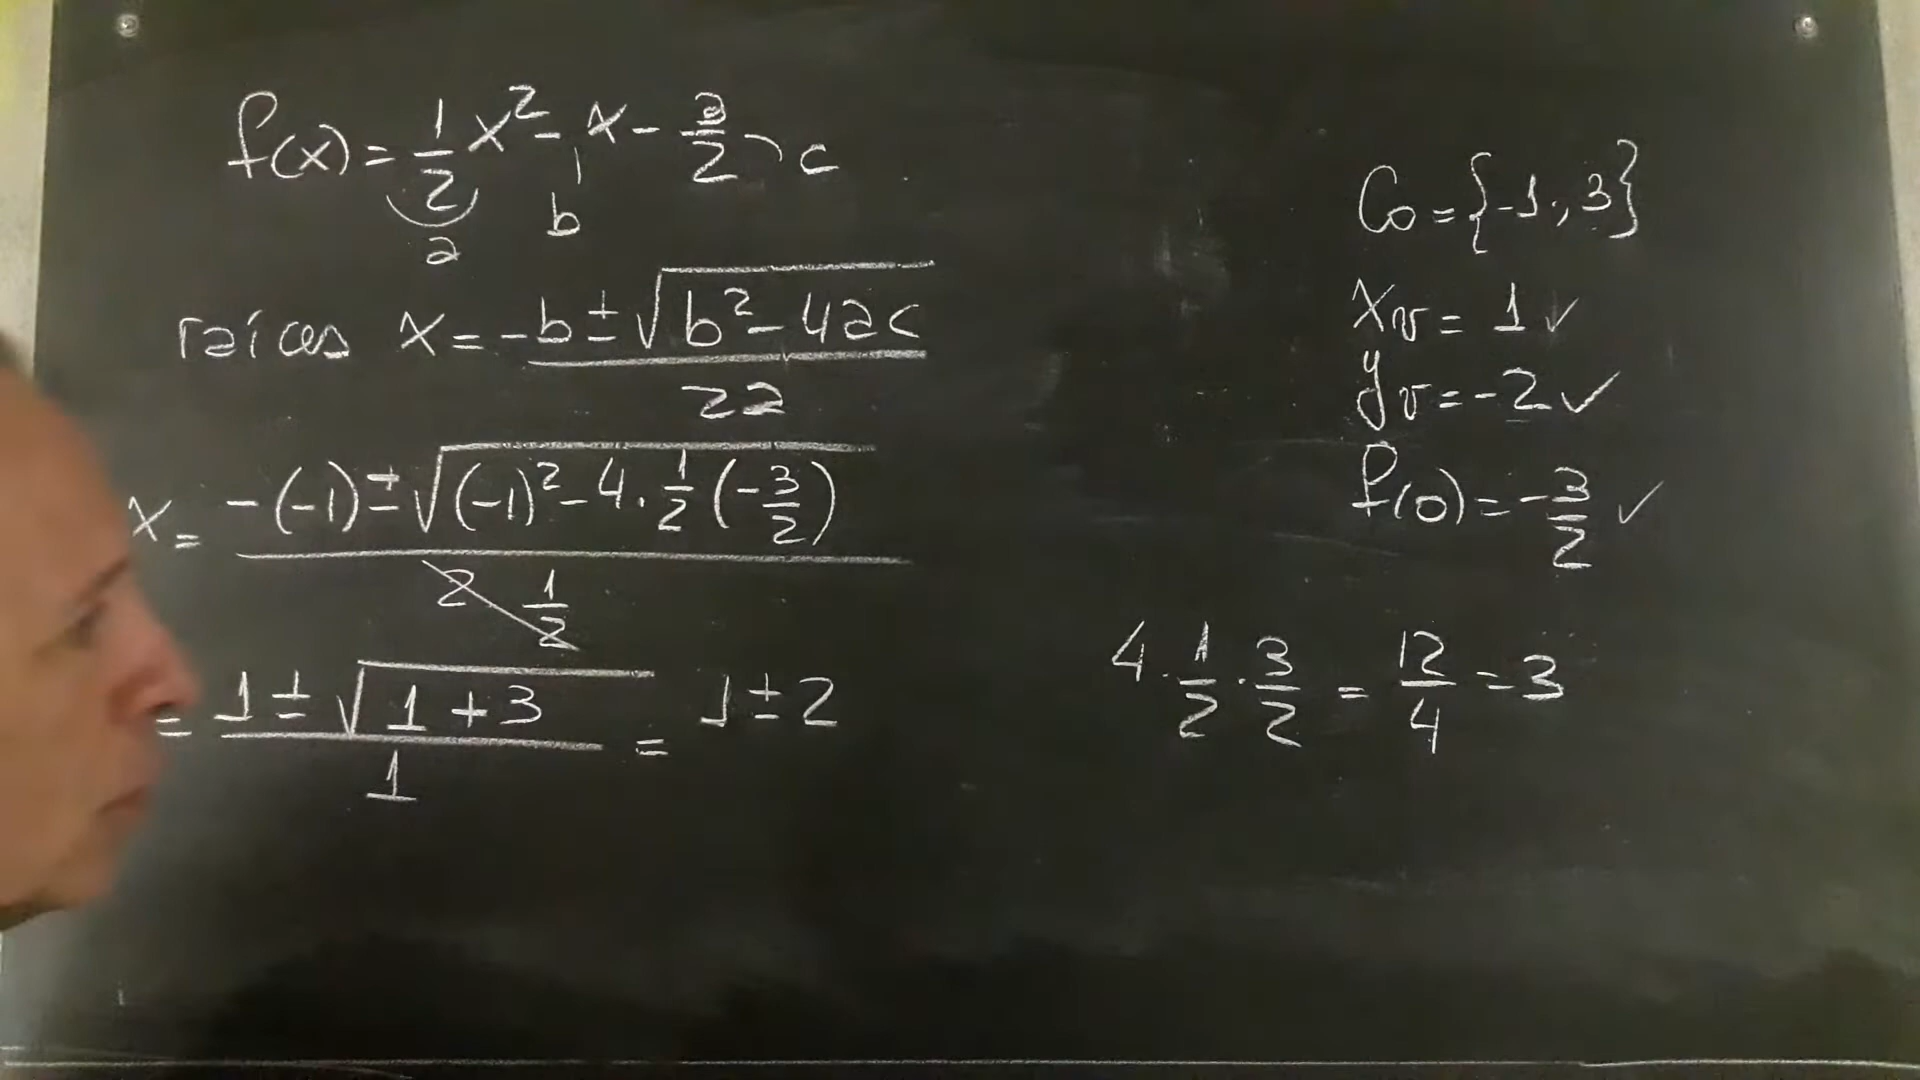 f(x) = 1/2 x² - x - 3/2 c
a b
raíces x = -b ± √(b² - 4ac) / 2a
x = -(-1) ± √((-1)² - 4 · 1/2 (-3/2)) / 2 1/2
= 1 ± √(1 + 3) / 1 = 1 ± 2
C₀ = {-1, 3}
xv = 1 ✓
yv = -2 ✓
f(0) = -3/2 ✓
4 · 1/2 · 3/2 = 12/4 = 3